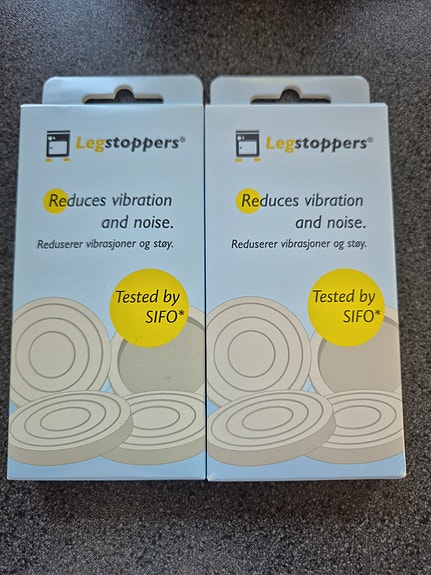 Legstoppers®
Reduces vibration
and noise.
Reduserer vibrasjoner og støy.
Tested by
SIFO*
Legstoppers®
Reduces vibration
and noise.
Reduserer vibrasjoner og støy.
Tested by
SIFO*